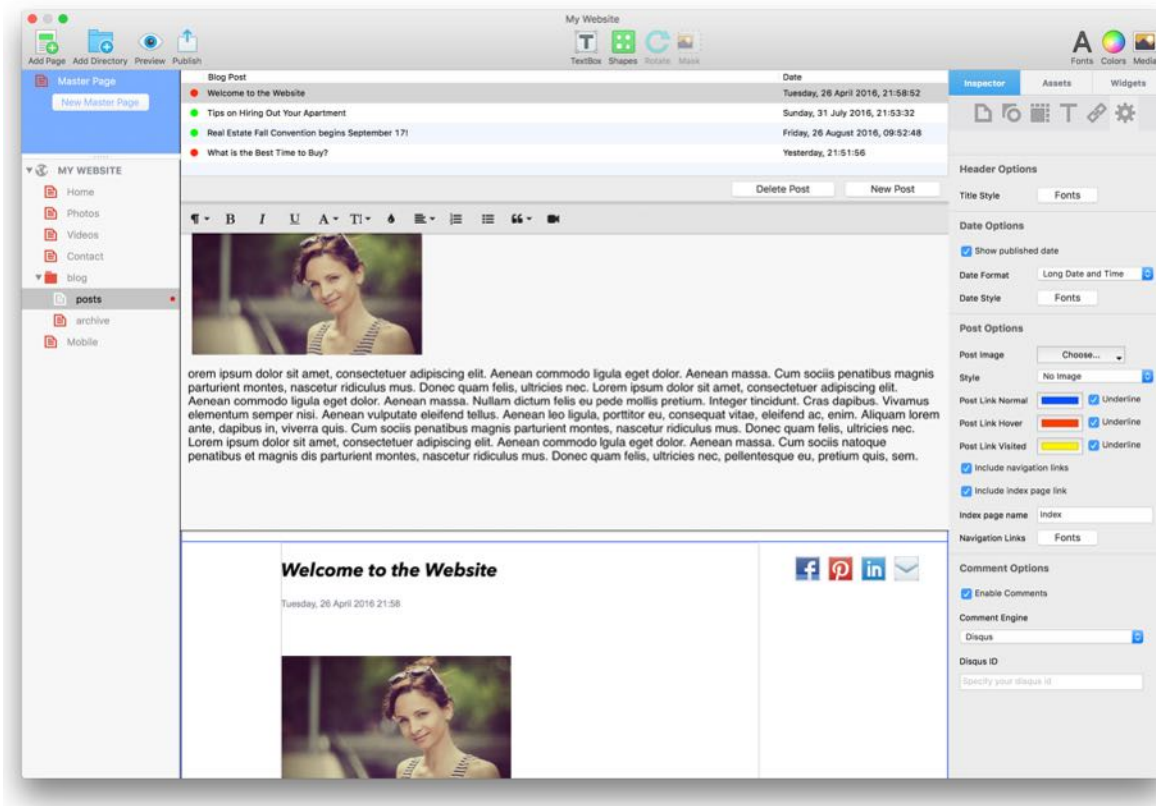 My Website
Add Page Add Directory Preview Publish
TextBox Shapes Rotate Mask
Fonts Colors Media
Master Page
New Master Page
MY WEBSITE
Home
Photos
Videos
Contact
blog
posts
archive
Mobile
Blog Post Date
Welcome to the Website Tuesday, 26 April 2016, 21:58:52
Tips on Hiring Out Your Apartment Sunday, 31 July 2016, 21:53:32
Real Estate Fall Convention begins September 17! Friday, 26 August 2016, 09:52:48
What is the Best Time to Buy? Yesterday, 21:51:56
Delete Post New Post
¶ B I U A TI
orem ipsum dolor sit amet, consectetuer adipiscing elit. Aenean commodo ligula eget dolor. Aenean massa. Cum sociis penatibus magnis
parturient montes, nascetur ridiculus mus. Donec quam felis, ultricies nec. Lorem ipsum dolor sit amet, consectetuer adipiscing elit.
Aenean commodo ligula eget dolor. Aenean massa. Nullam dictum felis eu pede mollis pretium. Integer tincidunt. Cras dapibus. Vivamus
elementum semper nisi. Aenean vulputate eleifend tellus. Aenean leo ligula, porttitor eu, consequat vitae, eleifend ac, enim. Aliquam lorem
ante, dapibus in, viverra quis. Cum sociis penatibus magnis parturient montes, nascetur ridiculus mus. Donec quam felis, ultricies nec.
Lorem ipsum dolor sit amet, consectetuer adipiscing elit. Aenean commodo lgula eget dolor. Aenean massa. Cum sociis natoque
penatibus et magnis dis parturient montes, nascetur ridiculus mus. Donec quam felis, ultricies nec, pellentesque eu, pretium quis, sem.
Welcome to the Website
Tuesday, 26 April 2016 21:58
f in
Inspector Assets Widgets
Header Options
Title Style Fonts
Date Options
Show published date
Date Format Long Date and Time
Date Style Fonts
Post Options
Post Image Choose...
Style No Image
Post Link Normal Underline
Post Link Hover Underline
Post Link Visited Underline
Include navigation links
Include index page link
Index page name Index
Navigation Links Fonts
Comment Options
Enable Comments
Comment Engine
Disqus
Disqus ID
Specify your disqus id